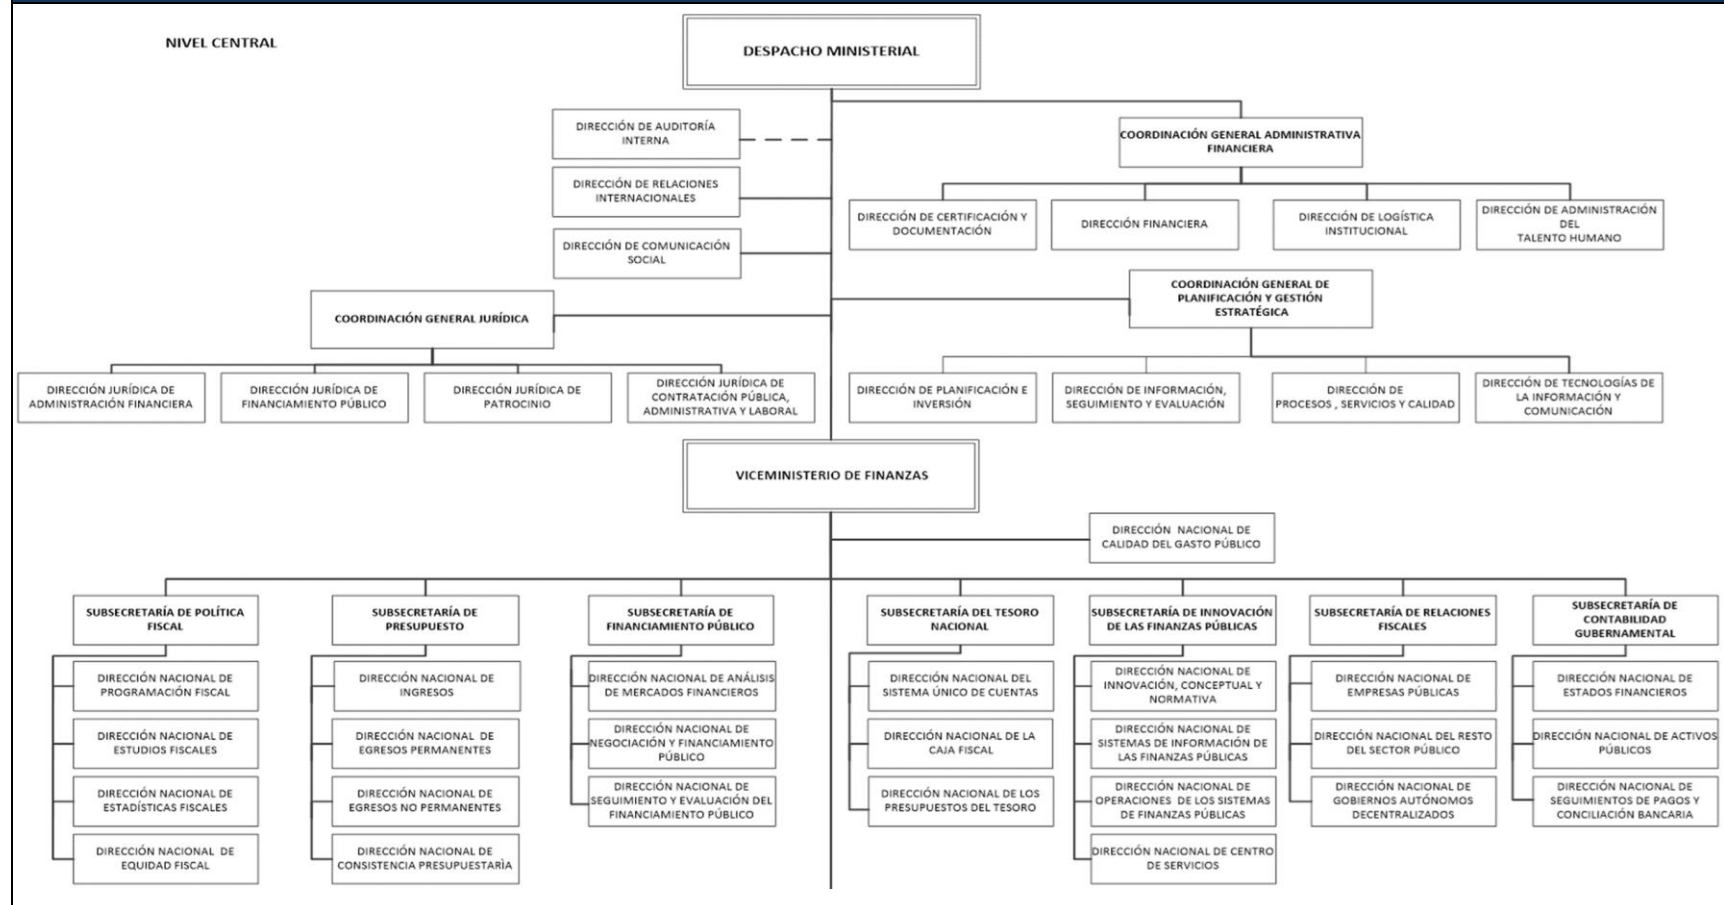 NIVEL CENTRAL
DESPACHO MINISTERIAL
DIRECCIÓN DE AUDITORÍA
INTERNA
COORDINACIÓN GENERAL ADMINISTRATIVA
FINANCIERA
DIRECCIÓN DE RELACIONES
INTERNACIONALES
DIRECCIÓN DE CERTIFICACIÓN Y
DOCUMENTACIÓN
DIRECCIÓN FINANCIERA
DIRECCIÓN DE LOGÍSTICA
INSTITUCIONAL
DIRECCIÓN DE ADMINISTRACIÓN
DEL
TALENTO HUMANO
DIRECCIÓN DE COMUNICACIÓN
SOCIAL
COORDINACIÓN GENERAL DE
PLANIFICACIÓN Y GESTIÓN
ESTRATÉGICA
COORDINACIÓN GENERAL JURÍDICA
DIRECCIÓN JURÍDICA DE
ADMINISTRACIÓN FINANCIERA
DIRECCIÓN JURÍDICA DE
FINANCIAMIENTO PÚBLICO
DIRECCIÓN JURÍDICA DE
PATROCINIO
DIRECCIÓN JURÍDICA DE
CONTRATACIÓN PÚBLICA,
ADMINISTRATIVA Y LABORAL
DIRECCIÓN DE PLANIFICACIÓN E
INVERSIÓN
DIRECCIÓN DE INFORMACIÓN,
SEGUIMIENTO Y EVALUACIÓN
DIRECCIÓN DE
PROCESOS , SERVICIOS Y CALIDAD
DIRECCIÓN DE TECNOLOGÍAS DE
LA INFORMACIÓN Y
COMUNICACIÓN
VICEMINISTERIO DE FINANZAS
DIRECCIÓN NACIONAL DE
CALIDAD DEL GASTO PÚBLICO
SUBSECRETARÍA DE POLÍTICA
FISCAL
DIRECCIÓN NACIONAL DE
PROGRAMACIÓN FISCAL
DIRECCIÓN NACIONAL DE
ESTUDIOS FISCALES
DIRECCIÓN NACIONAL DE
ESTADÍSTICAS FISCALES
DIRECCIÓN NACIONAL DE
EQUIDAD FISCAL
SUBSECRETARÍA DE
PRESUPUESTO
DIRECCIÓN NACIONAL DE
INGRESOS
DIRECCIÓN NACIONAL DE
EGRESOS PERMANENTES
DIRECCIÓN NACIONAL DE
EGRESOS NO PERMANENTES
DIRECCIÓN NACIONAL DE
CONSISTENCIA PRESUPUESTARÌA
SUBSECRETARÍA DE
FINANCIAMIENTO PÚBLICO
DIRECCIÓN NACIONAL DE ANÁLISIS
DE MERCADOS FINANCIEROS
DIRECCIÓN NACIONAL DE
NEGOCIACIÓN Y FINANCIAMIENTO
PÚBLICO
DIRECCIÓN NACIONAL DE
SEGUIMIENTO Y EVALUACIÓN DEL
FINANCIAMIENTO PÚBLICO
SUBSECRETARÍA DEL TESORO
NACIONAL
DIRECCIÓN NACIONAL DEL
SISTEMA ÚNICO DE CUENTAS
DIRECCIÓN NACIONAL DE LA
CAJA FISCAL
DIRECCIÓN NACIONAL DE LOS
PRESUPUESTOS DEL TESORO
SUBSECRETARÍA DE INNOVACIÓN
DE LAS FINANZAS PÚBLICAS
DIRECCIÓN NACIONAL DE
INNOVACIÓN, CONCEPTUAL Y
NORMATIVA
DIRECCIÓN NACIONAL DE
SISTEMAS DE INFORMACIÓN DE
LAS FINANZAS PÚBLICAS
DIRECCIÓN NACIONAL DE
OPERACIONES DE LOS SISTEMAS
DE FINANZAS PÚBLICAS
DIRECCIÓN NACIONAL DE CENTRO
DE SERVICIOS
SUBSECRETARÍA DE RELACIONES
FISCALES
DIRECCIÓN NACIONAL DE
EMPRESAS PÚBLICAS
DIRECCIÓN NACIONAL DEL RESTO
DEL SECTOR PÚBLICO
DIRECCIÓN NACIONAL DE
GOBIERNOS AUTÓNOMOS
DECENTRALIZADOS
SUBSECRETARÍA DE
CONTABILIDAD
GUBERNAMENTAL
DIRECCIÓN NACIONAL DE
ESTADOS FINANCIEROS
DIRECCIÓN NACIONAL DE ACTIVOS
PÚBLICOS
DIRECCIÓN NACIONAL DE
SEGUIMIENTOS DE PAGOS Y
CONCILIACIÓN BANCARIA